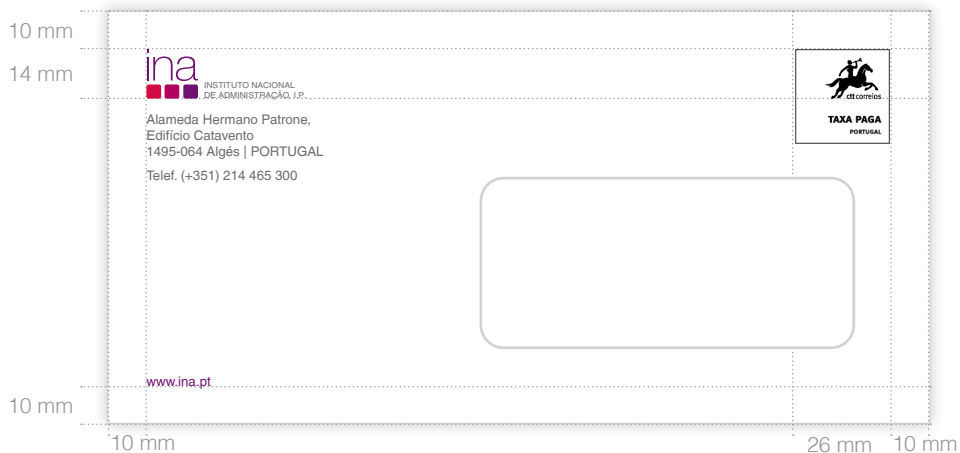 10 mm
14 mm
ina
INSTITUTO NACIONAL
DE ADMINISTRAÇÃO, I.P.
Alameda Hermano Patrone,
Edifício Catavento
1495-064 Algés | PORTUGAL
Telef. (+351) 214 465 300
ctt correios
TAXA PAGA
PORTUGAL
www.ina.pt
10 mm
10 mm
26 mm
10 mm